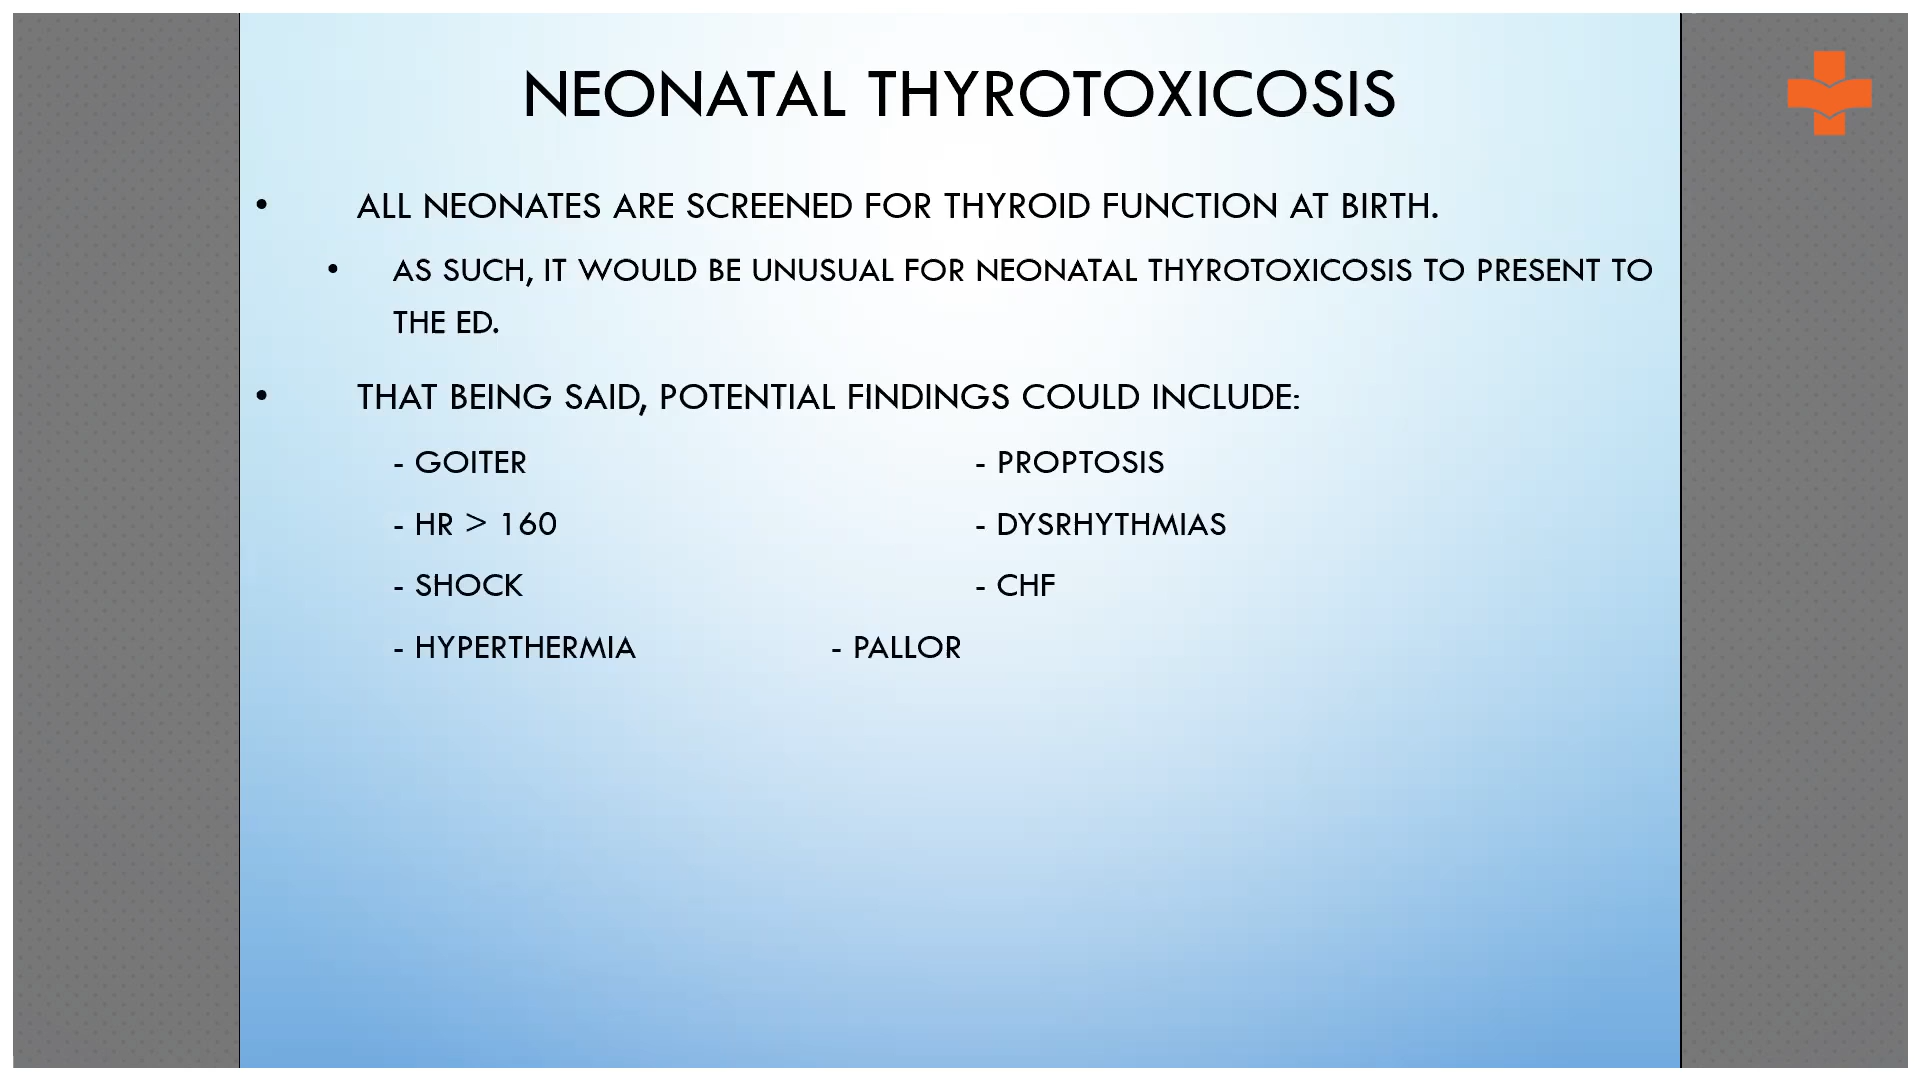 NEONATAL THYROTOXICOSIS
• ALL NEONATES ARE SCREENED FOR THYROID FUNCTION AT BIRTH.
• AS SUCH, IT WOULD BE UNUSUAL FOR NEONATAL THYROTOXICOSIS TO PRESENT TO
THE ED.
• THAT BEING SAID, POTENTIAL FINDINGS COULD INCLUDE:
- GOITER - PROPTOSIS
- HR > 160 - DYSRHYTHMIAS
- SHOCK - CHF
- HYPERTHERMIA - PALLOR